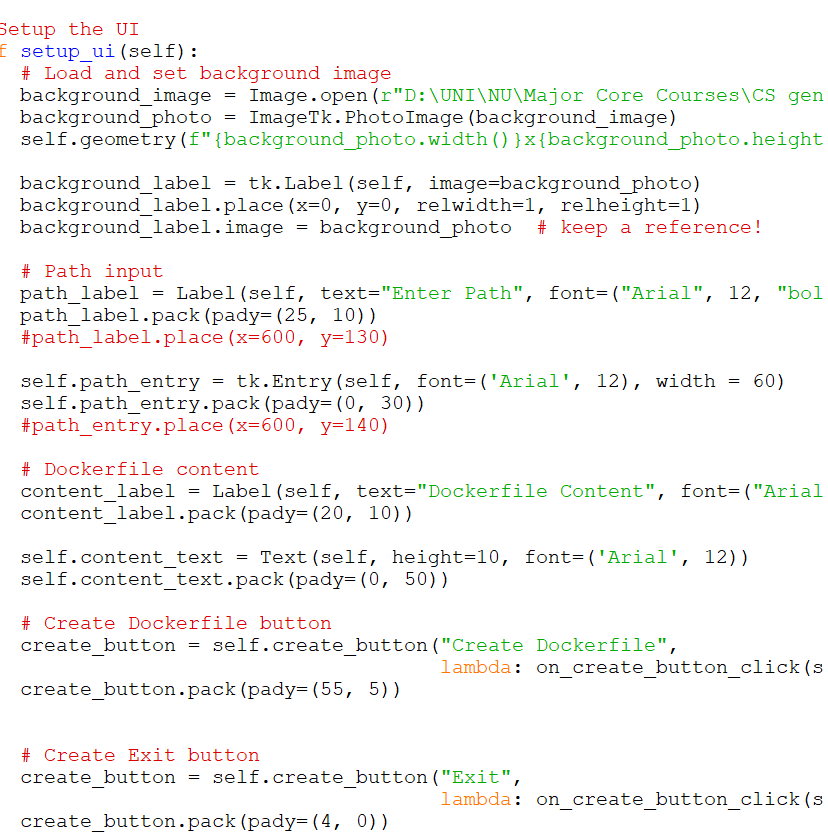 Setup the UI
f setup_ui(self):
# Load and set background image
background_image = Image.open(r"D:\UNI\NU\Major Core Courses\CS gen
background_photo = ImageTk.PhotoImage(background_image)
self.geometry(f"{background_photo.width()}x{background_photo.height
background_label = tk.Label(self, image=background_photo)
background_label.place(x=0, y=0, relwidth=1, relheight=1)
background_label.image = background_photo  # keep a reference!
# Path input
path_label = Label(self, text="Enter Path", font=("Arial", 12, "bol
path_label.pack(pady=(25, 10))
#path_label.place(x=600, y=130)
self.path_entry = tk.Entry(self, font=('Arial', 12), width = 60)
self.path_entry.pack(pady=(0, 30))
#path_entry.place(x=600, y=140)
# Dockerfile content
content_label = Label(self, text="Dockerfile Content", font=("Arial
content_label.pack(pady=(20, 10))
self.content_text = Text(self, height=10, font=('Arial', 12))
self.content_text.pack(pady=(0, 50))
# Create Dockerfile button
create_button = self.create_button("Create Dockerfile",
lambda: on_create_button_click(s
create_button.pack(pady=(55, 5))
# Create Exit button
create_button = self.create_button("Exit",
lambda: on_create_button_click(s
create_button.pack(pady=(4, 0))